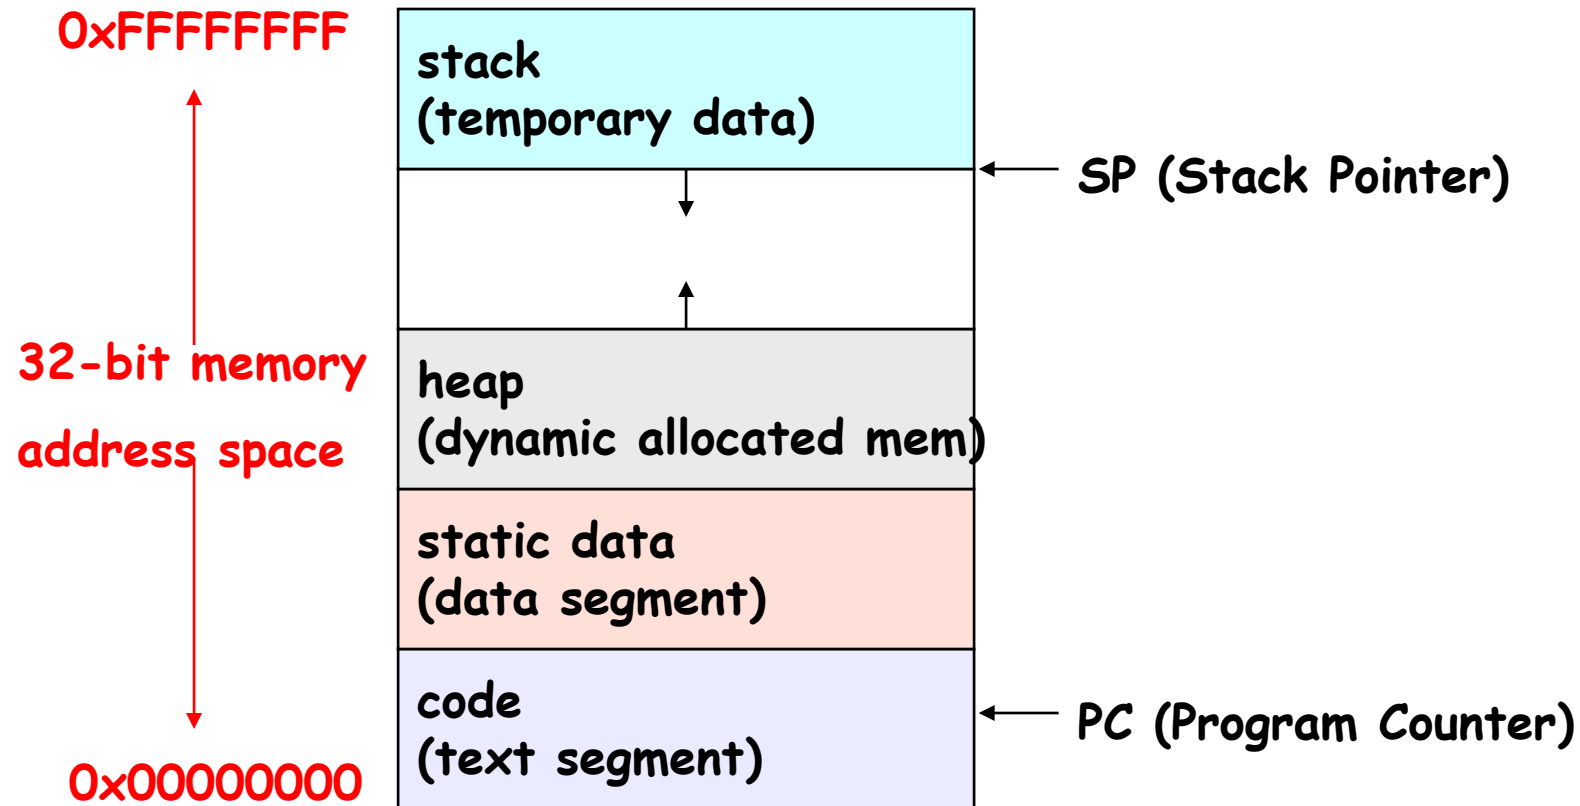 0xFFFFFFFF
stack
(temporary data)
SP (Stack Pointer)
32-bit memory
address space
heap
(dynamic allocated mem)
static data
(data segment)
code
(text segment)
PC (Program Counter)
0x00000000